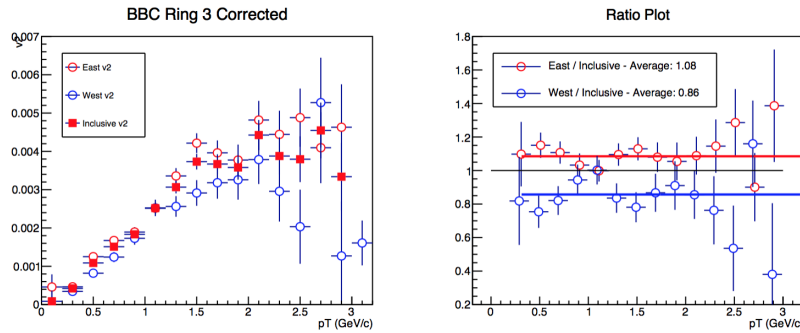 BBC Ring 3 Corrected
v2
0.007
0.006
0.005
0.004
0.003
0.002
0.001
0
East v2
West v2
Inclusive v2
0 0.5 1 1.5 2 2.5 3
pT (GeV/c)
Ratio Plot
1.8
1.6
1.4
1.2
1
0.8
0.6
0.4
0.2
East / Inclusive - Average: 1.08
West / Inclusive - Average: 0.86
0 0.5 1 1.5 2 2.5 3
pT (GeV/c)